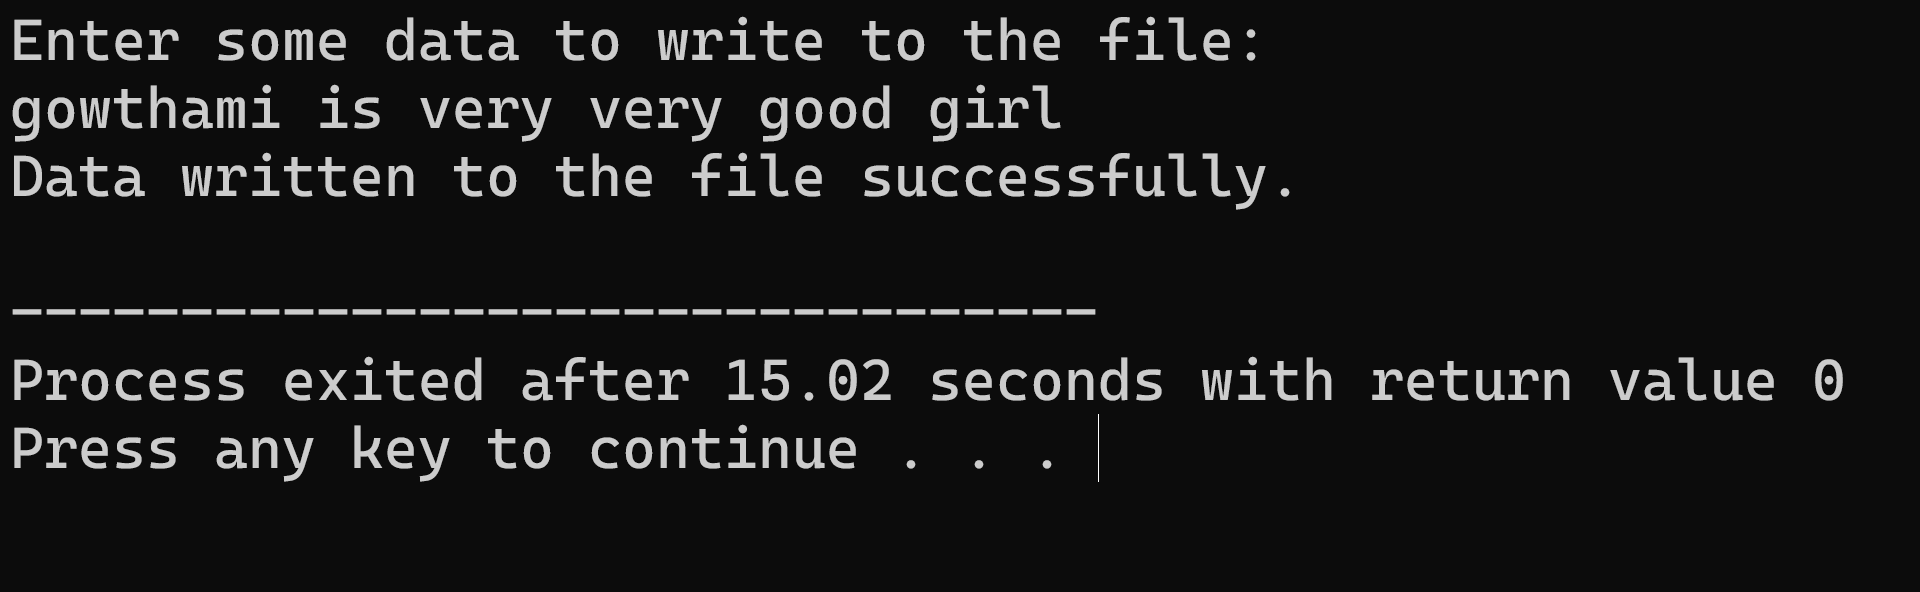 Enter some data to write to the file:
gowthami is very very good girl
Data written to the file successfully.
--------------------------------
Process exited after 15.02 seconds with return value 0
Press any key to continue . . .